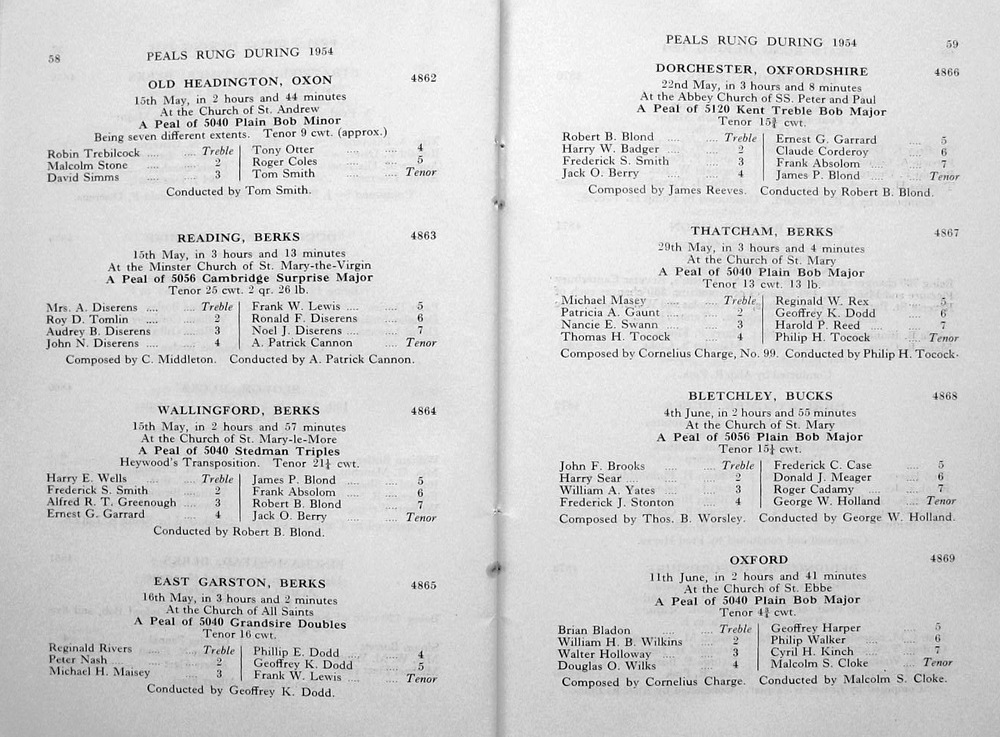 58
PEALS RUNG DURING 1954
OLD HEADINGTON, OXON 4862
15th May, in 2 hours and 44 minutes
At the Church of St. Andrew
A Peal of 5040 Plain Bob Minor
Being seven different extents. Tenor 9 cwt. (approx.)
Robin Trebilcock .... .... Treble | Tony Otter .... .... 4
Malcolm Stone .... .... 2 | Roger Coles .... .... 5
David Simms .... .... 3 | Tom Smith .... .... Tenor
Conducted by Tom Smith.
READING, BERKS 4863
15th May, in 3 hours and 13 minutes
At the Minster Church of St. Mary-the-Virgin
A Peal of 5056 Cambridge Surprise Major
Tenor 25 cwt. 2 qr. 26 lb.
Mrs. A. Diserens .... .... Treble | Frank W. Lewis .... .... 5
Roy D. Tomlin .... .... 2 | Ronald F. Diserens .... 6
Audrey B. Diserens .... 3 | Noel J. Diserens .... .... 7
John N. Diserens .... 4 | A. Patrick Cannon .... Tenor
Composed by C. Middleton. Conducted by A. Patrick Cannon.
WALLINGFORD, BERKS 4864
15th May, in 2 hours and 57 minutes
At the Church of St. Mary-le-More
A Peal of 5040 Stedman Triples
Heywood's Transposition. Tenor 21¼ cwt.
Harry E. Wells .... .... Treble | James P. Blond .... .... 5
Frederick S. Smith .... 2 | Frank Absolom .... .... 6
Alfred R. T. Greenough .... 3 | Robert B. Blond .... .... 7
Ernest G. Garrard .... 4 | Jack O. Berry .... .... Tenor
Conducted by Robert B. Blond.
EAST GARSTON, BERKS 4865
16th May, in 3 hours and 2 minutes
At the Church of All Saints
A Peal of 5040 Grandsire Doubles
Tenor 16 cwt.
Reginald Rivers .... .... Treble | Phillip E. Dodd .... .... 4
Peter Nash .... .... 2 | Geoffrey K. Dodd .... 5
Michael H. Maisey .... 3 | Frank W. Lewis .... .... Tenor
Conducted by Geoffrey K. Dodd.
PEALS RUNG DURING 1954
59
DORCHESTER, OXFORDSHIRE 4866
22nd May, in 3 hours and 8 minutes
At the Abbey Church of SS. Peter and Paul
A Peal of 5120 Kent Treble Bob Major
Tenor 15¾ cwt.
Robert B. Blond .... .... Treble | Ernest G. Garrard .... 5
Harry W. Badger .... .... 2 | Claude Corderoy .... .... 6
Frederick S. Smith .... 3 | Frank Absolom .... .... 7
Jack O. Berry .... .... 4 | James P. Blond .... .... Tenor
Composed by James Reeves. Conducted by Robert B. Blond.
THATCHAM, BERKS 4867
29th May, in 3 hours and 4 minutes
At the Church of St. Mary
A Peal of 5040 Plain Bob Major
Tenor 13 cwt. 13 lb.
Michael Masey .... .... Treble | Reginald W. Rex .... 5
Patricia A. Gaunt .... .... 2 | Geoffrey K. Dodd .... 6
Nancie E. Swann .... 3 | Harold P. Reed .... .... 7
Thomas H. Tocock .... 4 | Philip H. Tocock .... Tenor
Composed by Cornelius Charge, No. 99. Conducted by Philip H. Tocock.
BLETCHLEY, BUCKS 4868
4th June, in 2 hours and 55 minutes
At the Church of St. Mary
A Peal of 5056 Plain Bob Major
Tenor 15¼ cwt.
John F. Brooks .... .... Treble | Frederick C. Case .... 5
Harry Sear .... .... 2 | Donald J. Meager .... 6
William A. Yates .... .... 3 | Roger Cadamy .... .... 7
Frederick J. Stonton .... 4 | George W. Holland .... Tenor
Composed by Thos. B. Worsley. Conducted by George W. Holland.
OXFORD 4869
11th June, in 2 hours and 41 minutes
At the Church of St. Ebbe
A Peal of 5040 Plain Bob Major
Tenor 4¾ cwt.
Brian Bladon .... .... Treble | Geoffrey Harper .... 5
William H. B. Wilkins .... 2 | Philip Walker .... .... 6
Walter Holloway .... .... 3 | Cyril H. Kinch .... .... 7
Douglas O. Wilks .... 4 | Malcolm S. Cloke .... Tenor
Composed by Cornelius Charge. Conducted by Malcolm S. Cloke.